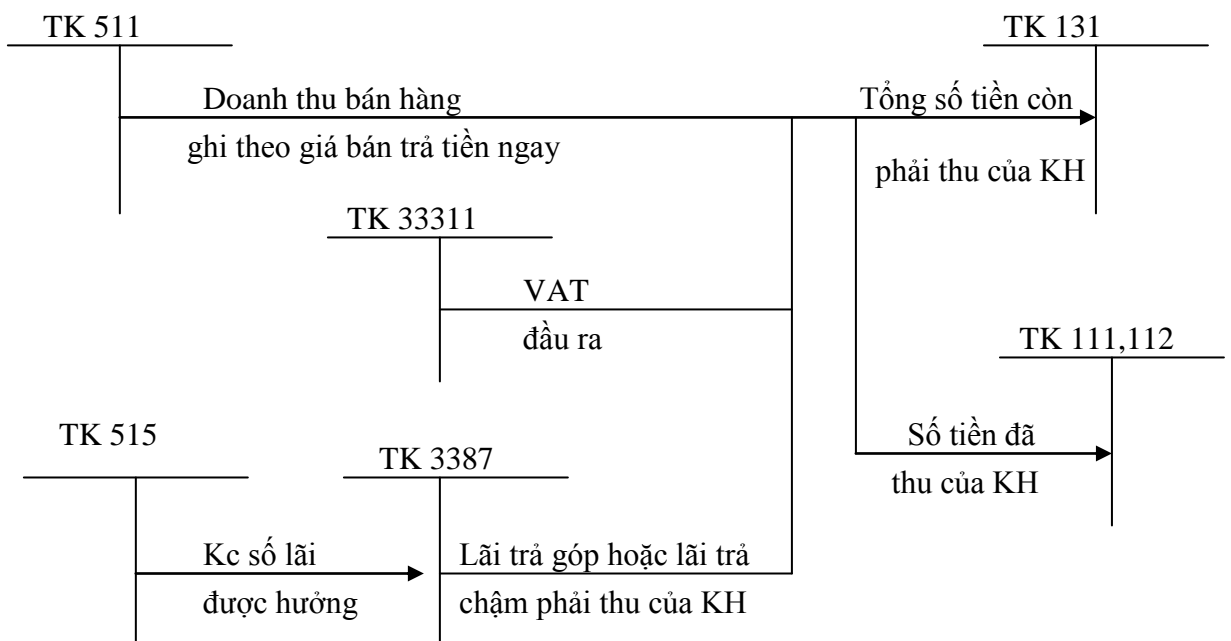 TK 511
TK 131
Doanh thu bán hàng
Tổng số tiền còn
ghi theo giá bán trả tiền ngay
phải thu của KH
TK 33311
VAT
đầu ra
TK 111,112
TK 515
TK 3387
Số tiền đã
thu của KH
Kc số lãi
được hưởng
Lãi trả góp hoặc lãi trả
chậm phải thu của KH